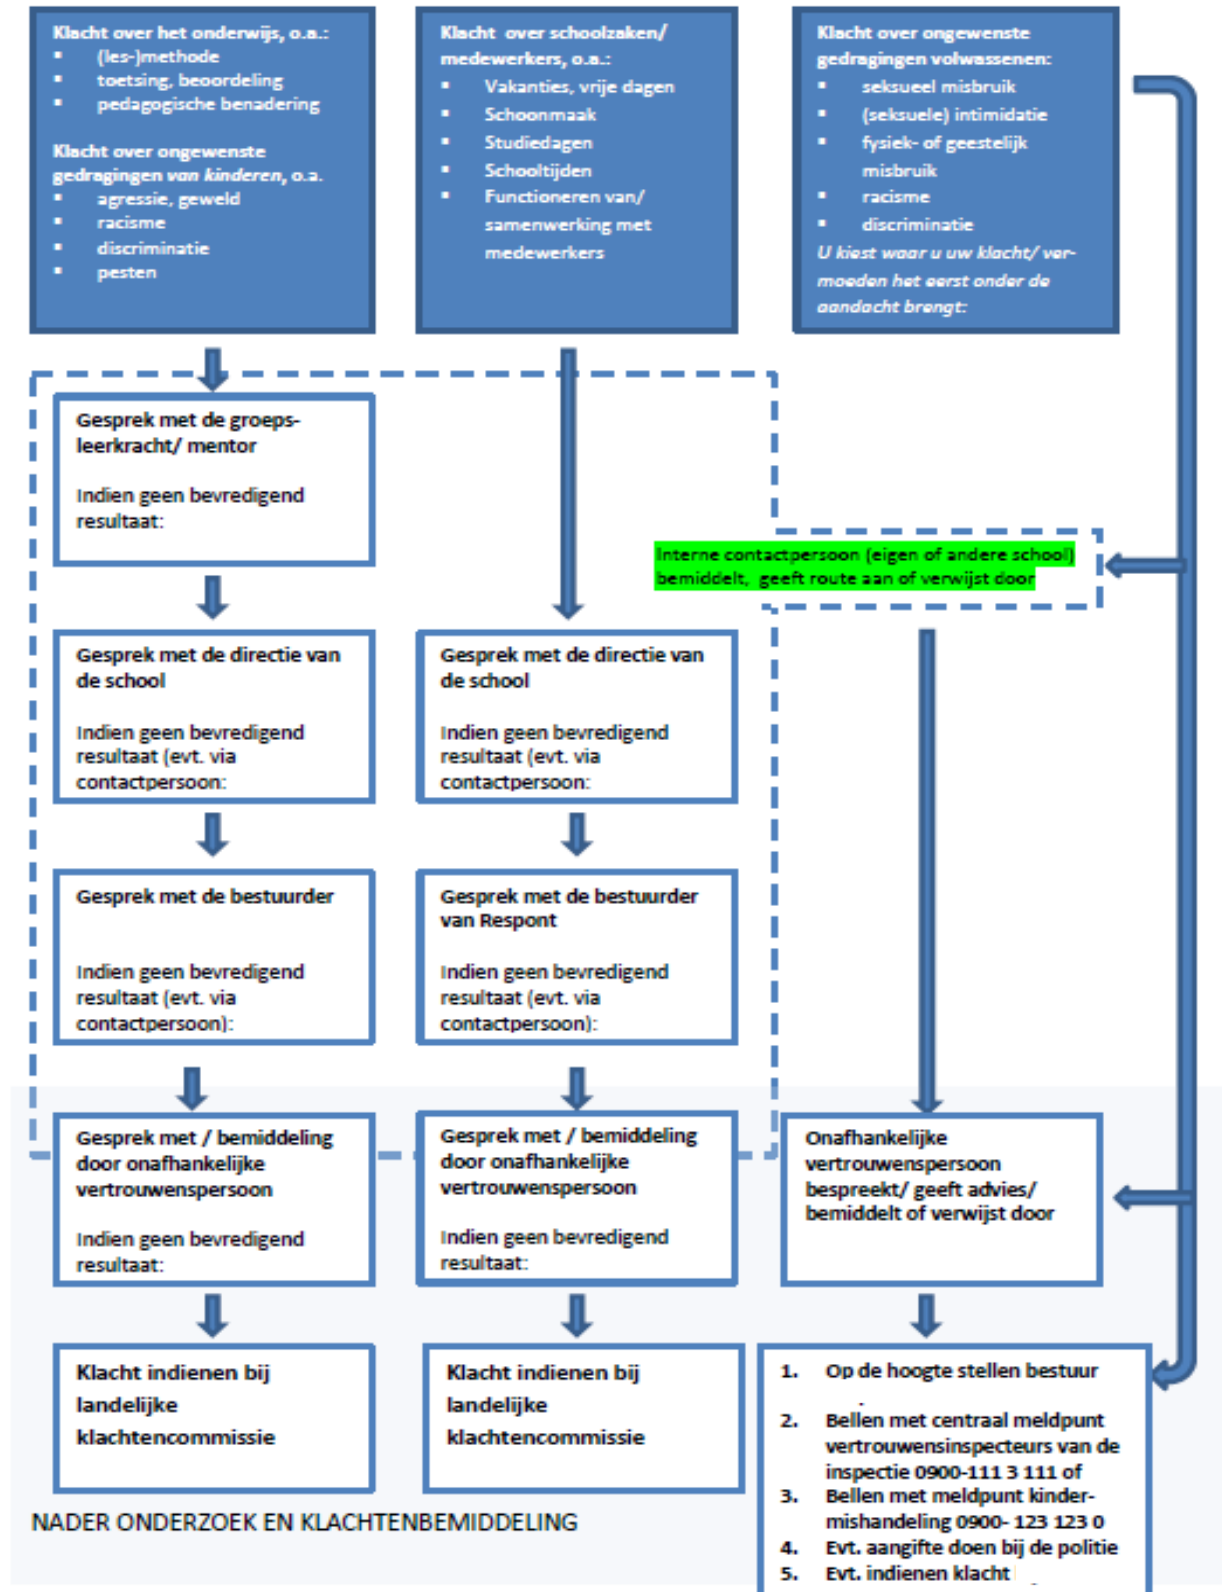 Klacht over het onderwijs, o.a.:
▪ (les-)methode
▪ toetsing, beoordeling
▪ pedagogische benadering
Klacht over ongewenste
gedragingen van kinderen, o.a.
▪ agressie, geweld
▪ racisme
▪ discriminatie
▪ pesten
Klacht over schoolzaken/
medewerkers, o.a.:
▪ Vakanties, vrije dagen
▪ Schoonmaak
▪ Studiedagen
▪ Schooltijden
▪ Functioneren van/
samenwerking met
medewerkers
Klacht over ongewenste
gedragingen volwassenen:
▪ seksueel misbruik
▪ (seksuele) intimidatie
▪ fysiek- of geestelijk
misbruik
▪ racisme
▪ discriminatie
U kiest waar u uw klacht/ ver-
moeden het eerst onder de
aandacht brengt:
Gesprek met de groeps-
leerkracht/ mentor
Indien geen bevredigend
resultaat:
Interne contactpersoon (eigen of andere school)
bemiddelt, geeft route aan of verwijst door
Gesprek met de directie van
de school
Indien geen bevredigend
resultaat (evt. via
contactpersoon:
Gesprek met de directie van
de school
Indien geen bevredigend
resultaat (evt. via
contactpersoon:
Gesprek met de bestuurder
Indien geen bevredigend
resultaat (evt. via
contactpersoon):
Gesprek met de bestuurder
van Respont
Indien geen bevredigend
resultaat (evt. via
contactpersoon):
Gesprek met / bemiddeling
door onafhankelijke
vertrouwenspersoon
Indien geen bevredigend
resultaat:
Gesprek met / bemiddeling
door onafhankelijke
vertrouwenspersoon
Indien geen bevredigend
resultaat:
Onafhankelijke
vertrouwenspersoon
bespreekt/ geeft advies/
bemiddelt of verwijst door
Klacht indienen bij
landelijke
klachtencommissie
Klacht indienen bij
landelijke
klachtencommissie
1. Op de hoogte stellen bestuur
2. Bellen met centraal meldpunt
vertrouwensinspecteurs van de
inspectie 0900-111 3 111 of
3. Bellen met meldpunt kinder-
mishandeling 0900- 123 123 0
4. Evt. aangifte doen bij de politie
5. Evt. indienen klacht
NADER ONDERZOEK EN KLACHTENBEMIDDELING